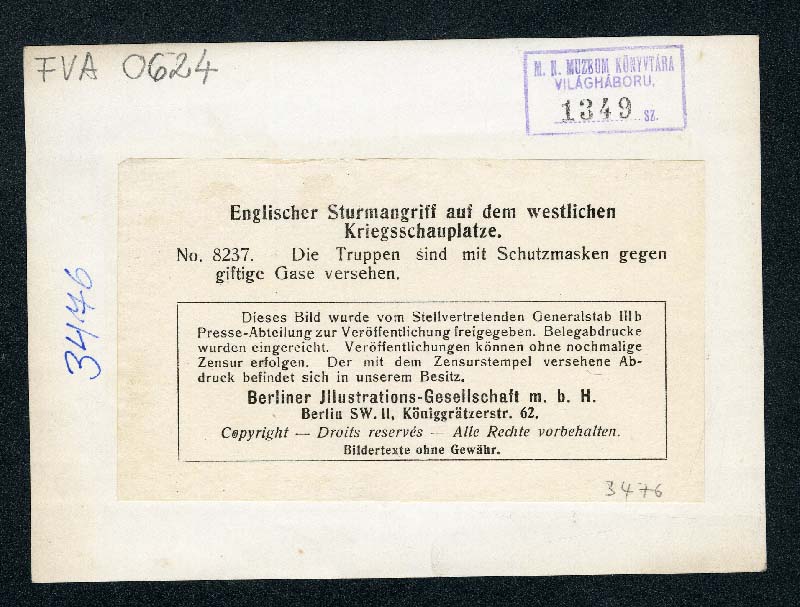 FVA 0624
M. N. MUZEUM KÖNYVTÁRA
VILÁGHÁBORU,
1349 SZ.
Englischer Sturmangriff auf dem westlichen
Kriegsschauplatze.
No. 8237. Die Truppen sind mit Schutzmasken gegen
giftige Gase versehen.
Dieses Bild wurde vom Stellvertretenden Generalstab IIIb
Presse-Abteilung zur Veröffentlichung freigegeben. Belegabdrucke
wurden eingereicht. Veröffentlichungen können ohne nochmalige
Zensur erfolgen. Der mit dem Zensurstempel versehene Ab-
druck befindet sich in unserem Besitz.
Berliner Jllustrations-Gesellschaft m. b. H.
Berlin SW. 11, Königgrätzerstr. 62.
Copyright — Droits reservés — Alle Rechte vorbehalten.
Bildertexte ohne Gewähr.
3476
3446